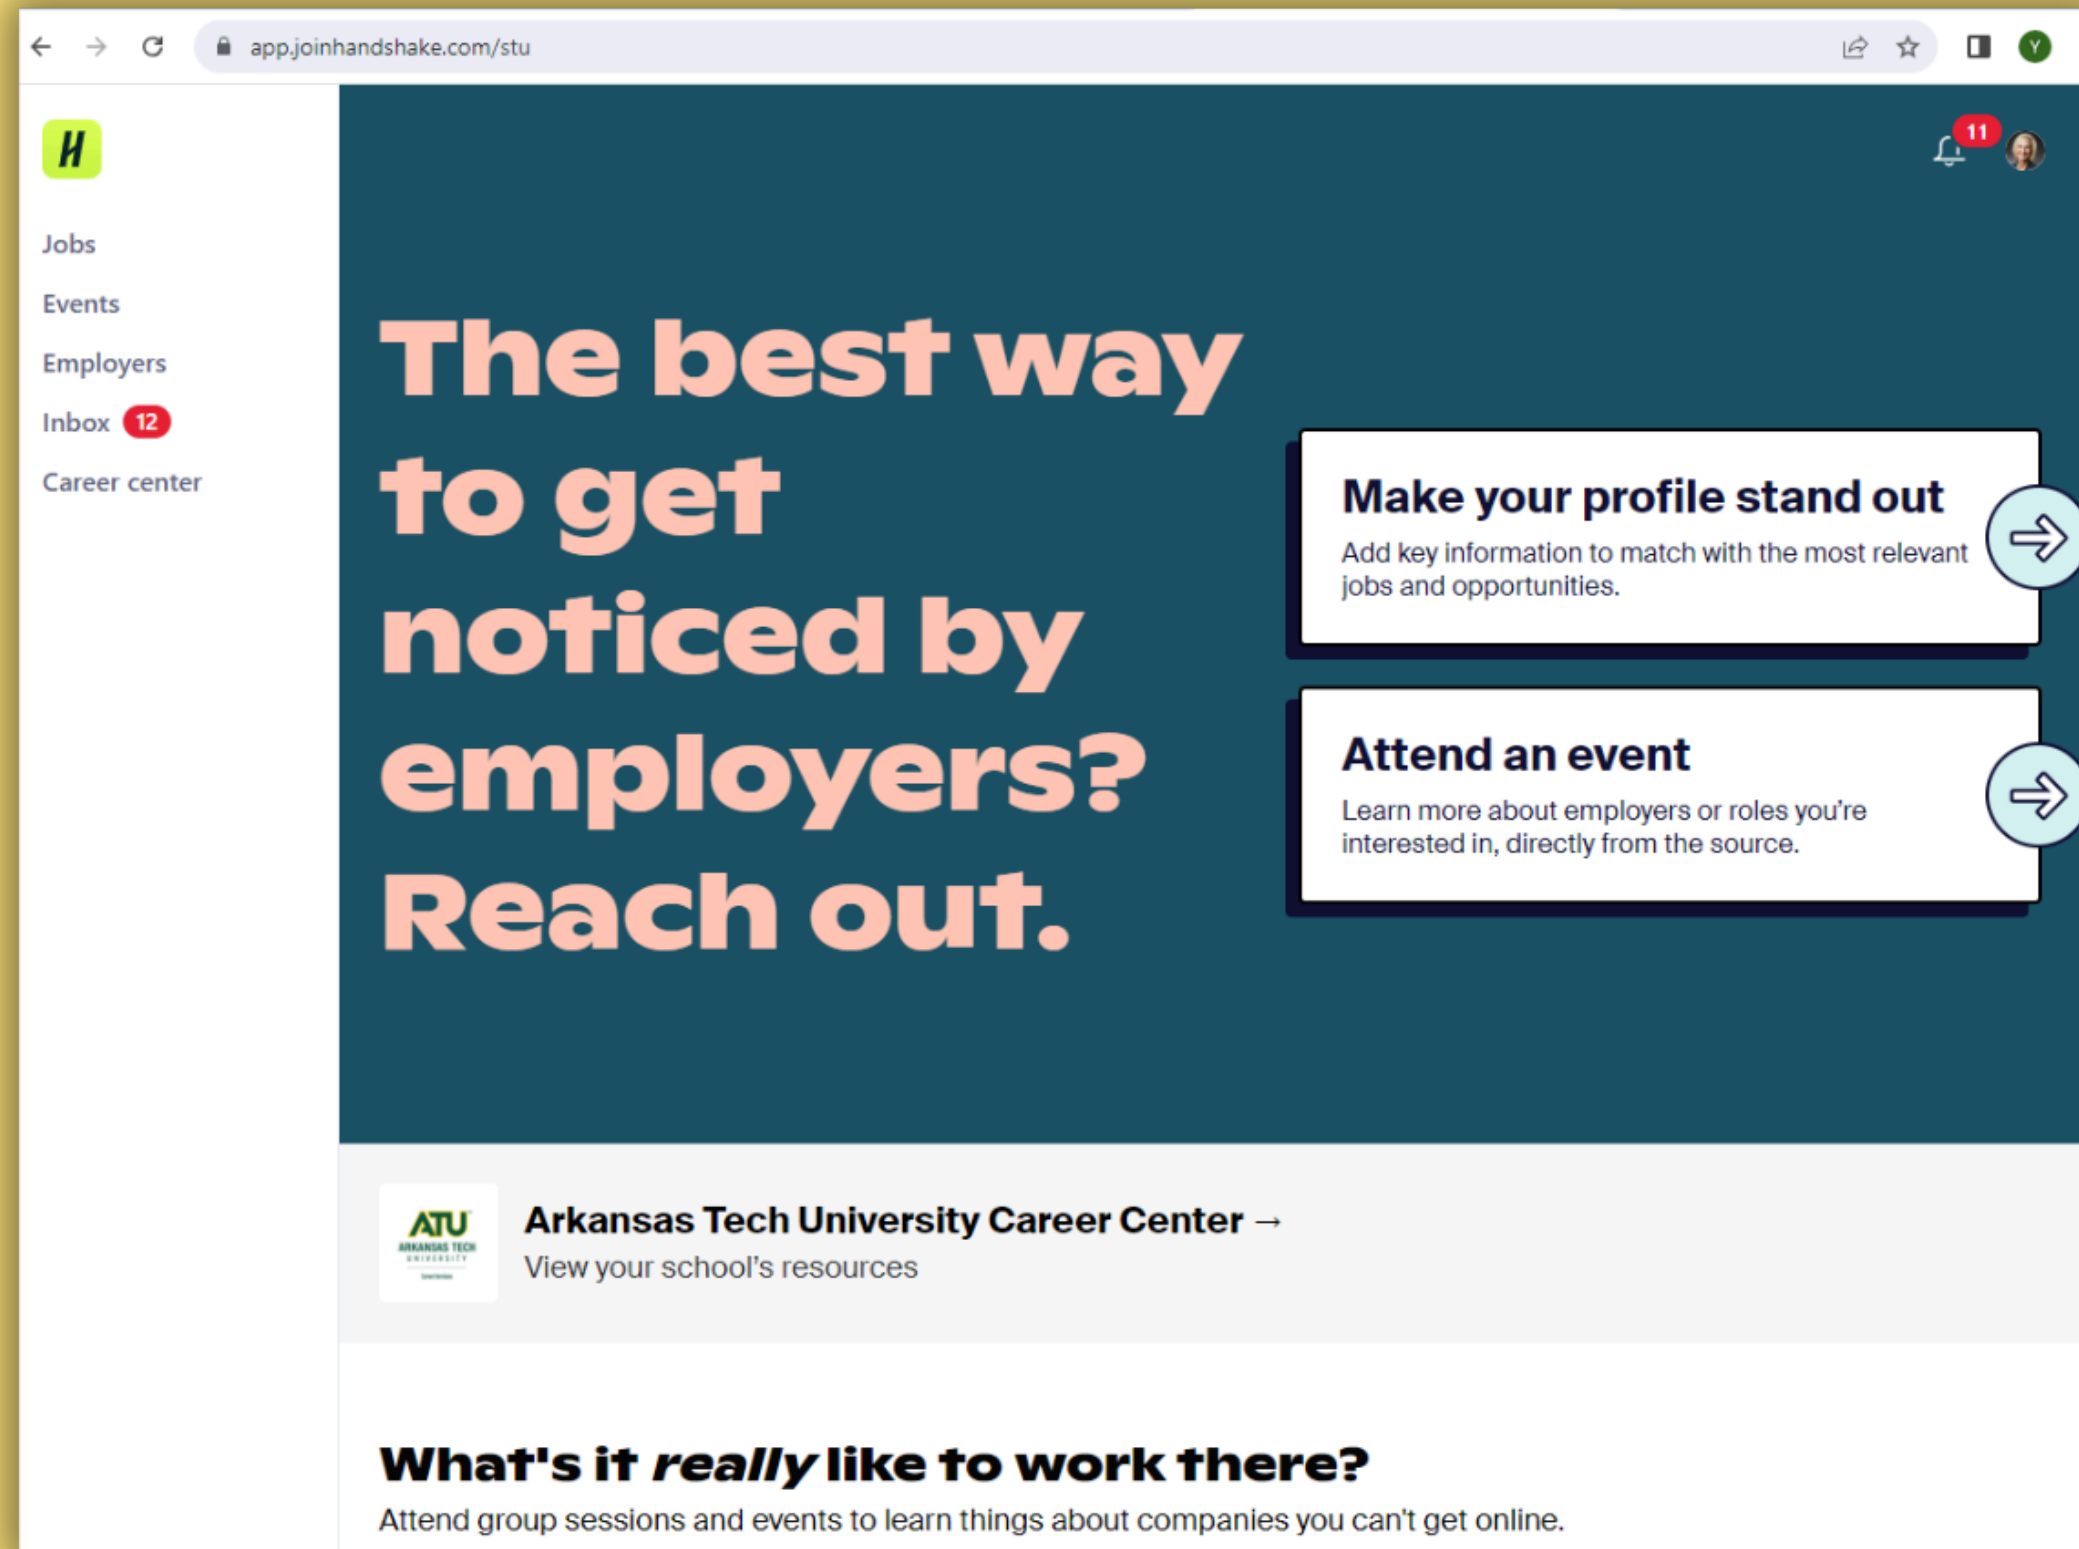 app.joinhandshake.com/stu
Y
H
11
Jobs
Events
Employers
Inbox 12
Career center
The best way
to get
noticed by
employers?
Reach out.
Make your profile stand out
Add key information to match with the most relevant
jobs and opportunities.
Attend an event
Learn more about employers or roles you're
interested in, directly from the source.
ATU
ARKANSAS TECH
UNIVERSITY
Arkansas Tech University Career Center →
View your school's resources
What's it really like to work there?
Attend group sessions and events to learn things about companies you can't get online.